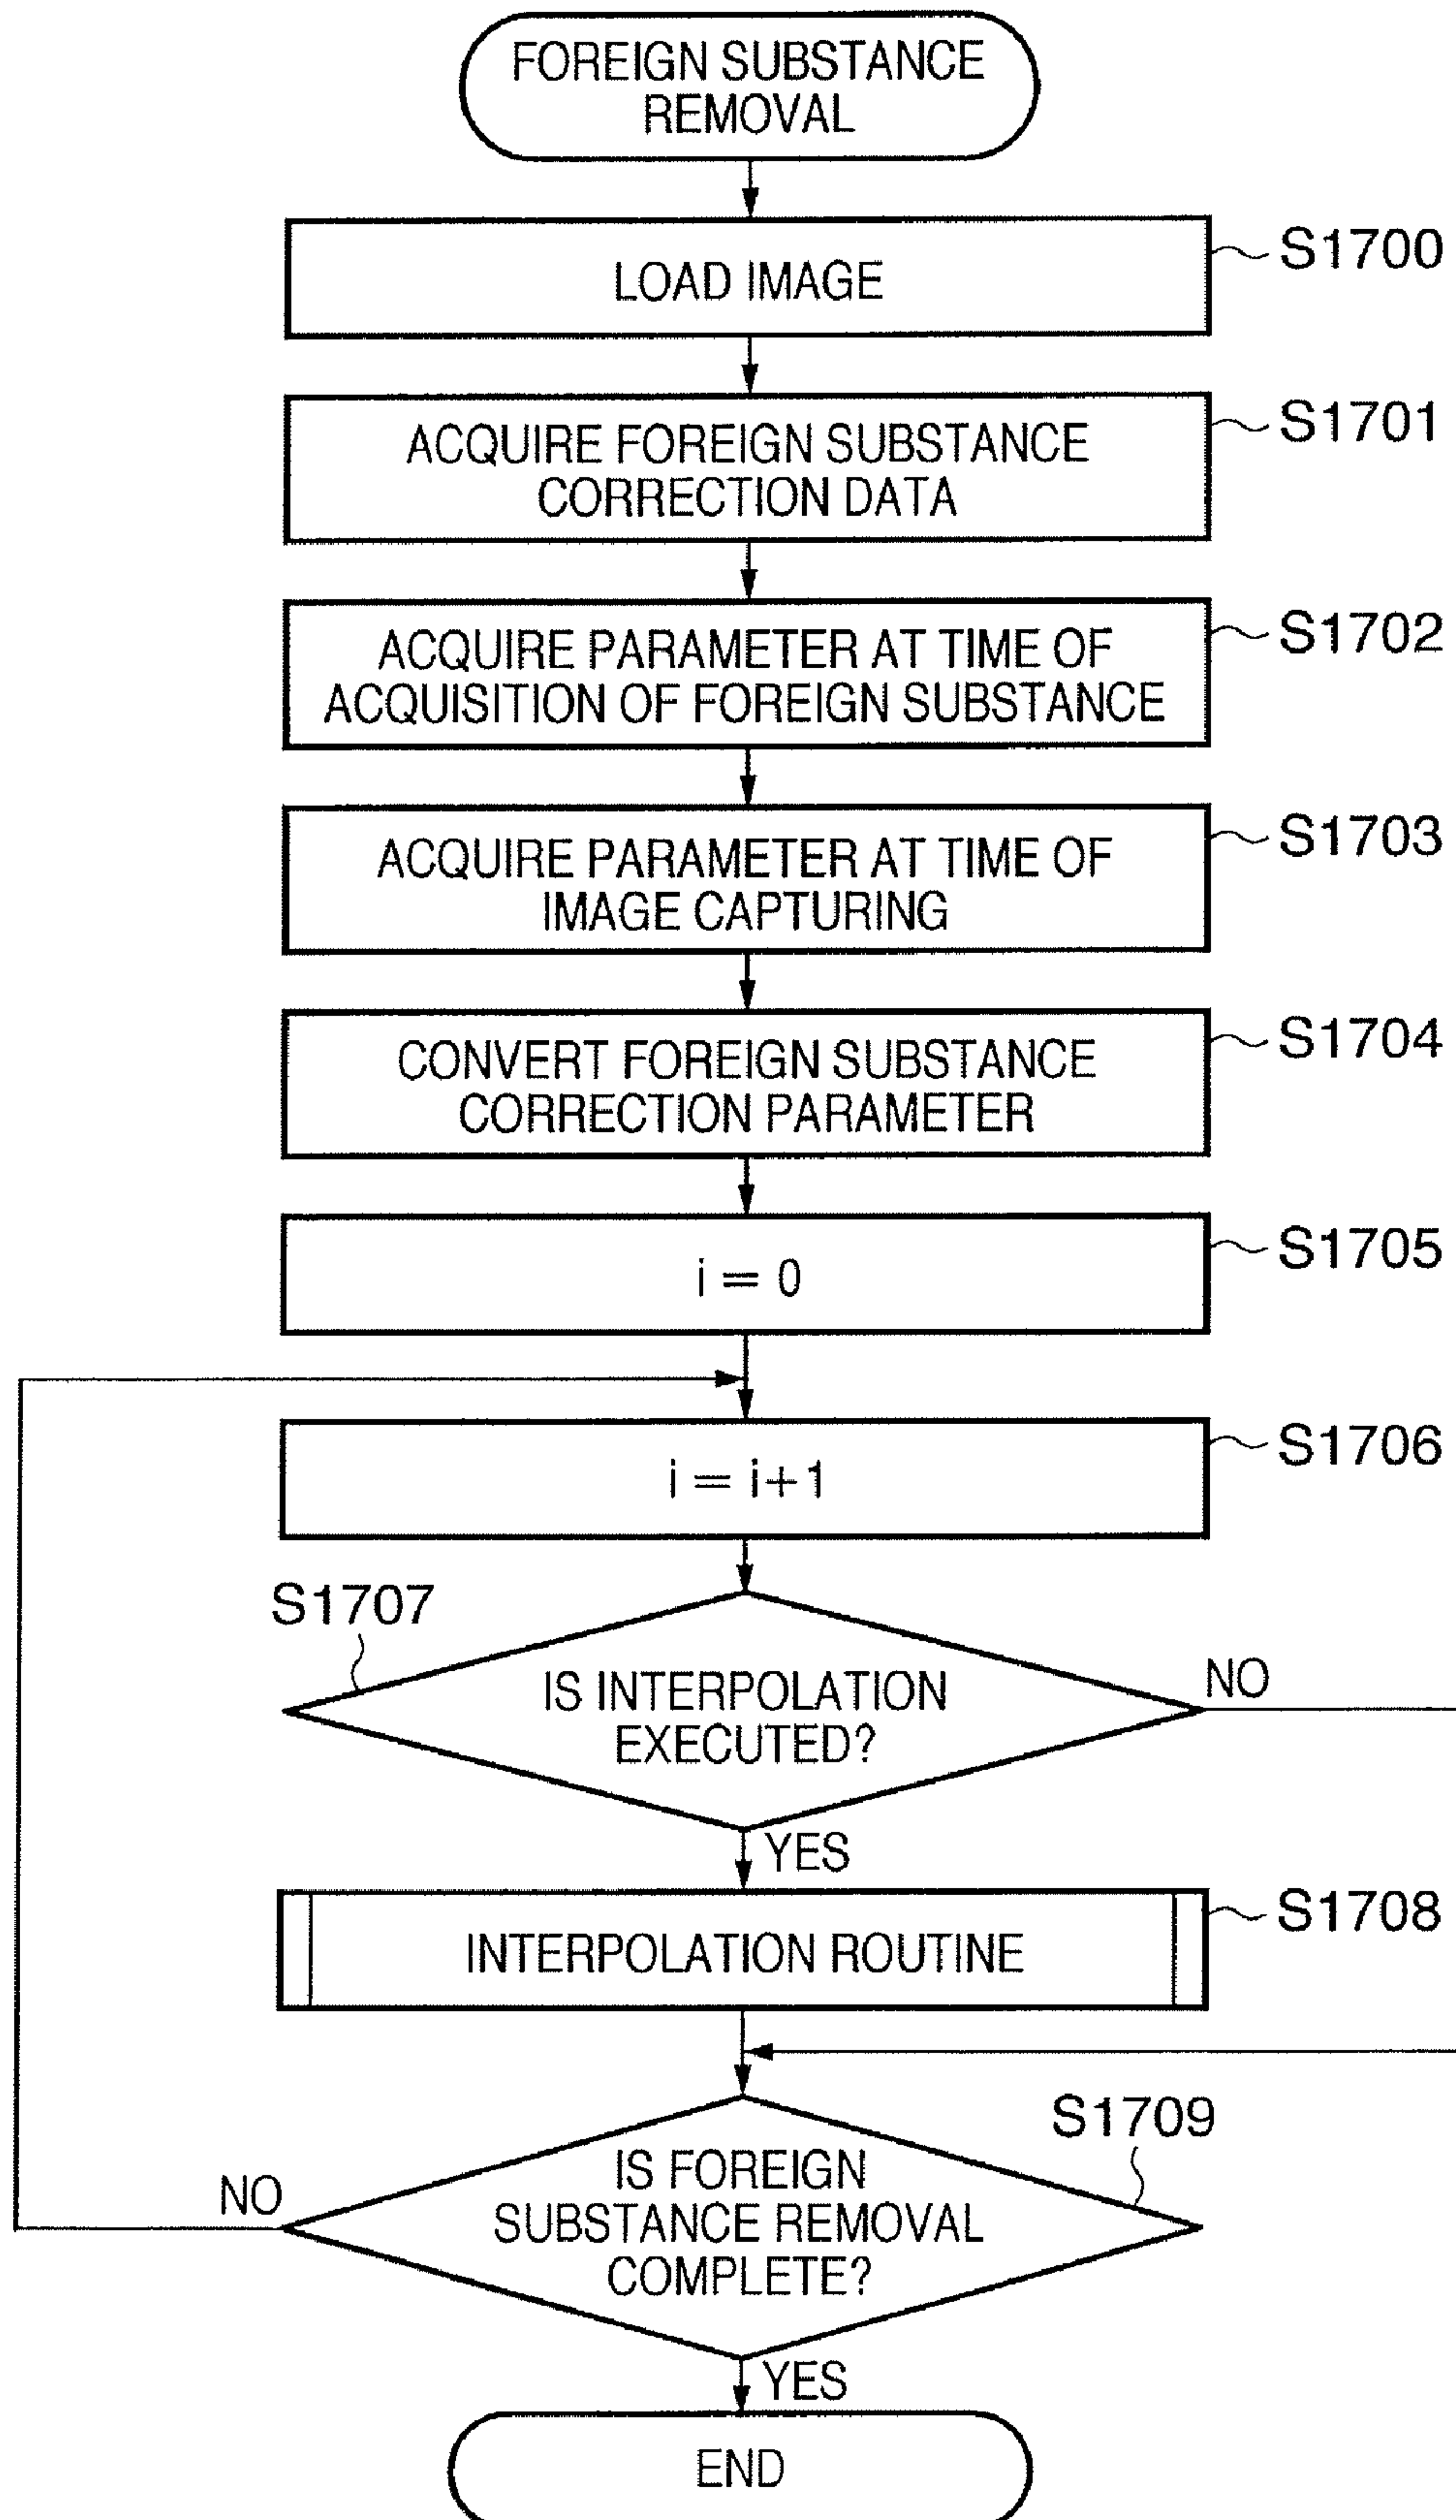 FOREIGN SUBSTANCE
REMOVAL
LOAD IMAGE
S1700
ACQUIRE FOREIGN SUBSTANCE
CORRECTION DATA
S1701
ACQUIRE PARAMETER AT TIME OF
ACQUISITION OF FOREIGN SUBSTANCE
S1702
ACQUIRE PARAMETER AT TIME OF
IMAGE CAPTURING
S1703
CONVERT FOREIGN SUBSTANCE
CORRECTION PARAMETER
S1704
i = 0
S1705
i = i+1
S1706
S1707
IS INTERPOLATION
EXECUTED?
NO
YES
INTERPOLATION ROUTINE
S1708
S1709
IS FOREIGN
SUBSTANCE REMOVAL
COMPLETE?
NO
YES
END